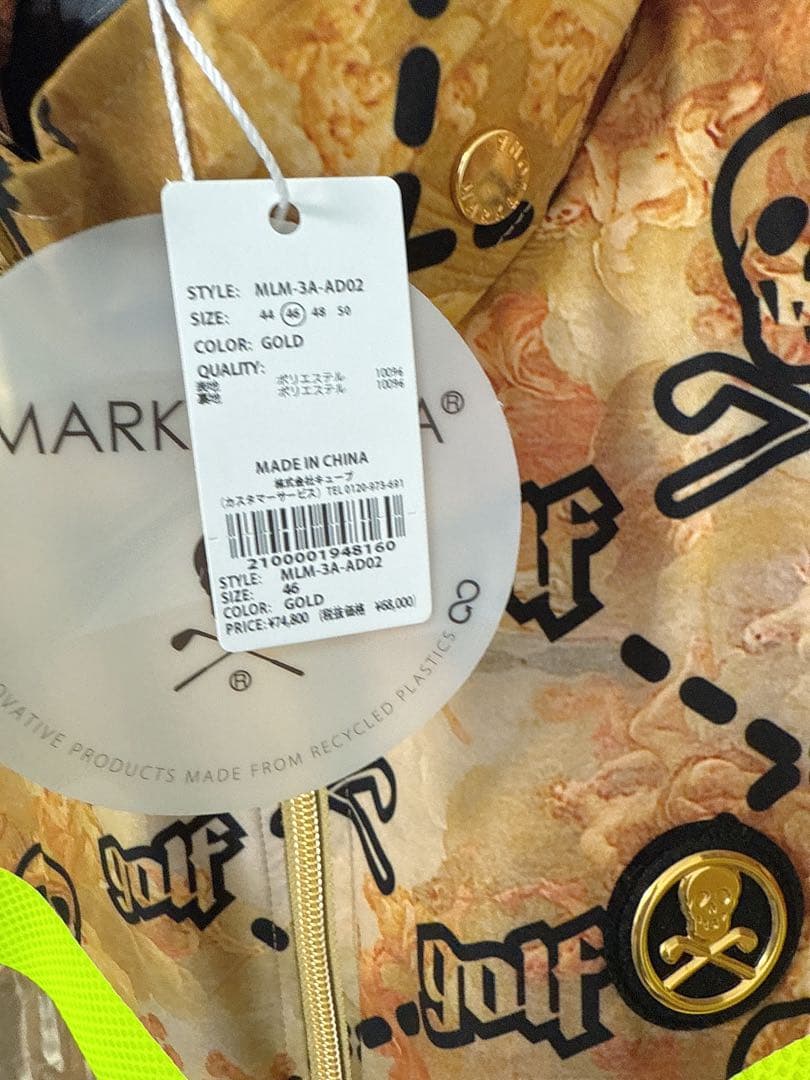 STYLE: MLM-3A-AD02
SIZE: 44 46 48 50
COLOR: GOLD
QUALITY:
表地 ポリエステル 100%
裏地 ポリエステル 100%
MADE IN CHINA
株式会社キューブ
(カスタマーサービス) TEL 0120-973-691
2100001948160
STYLE: MLM-3A-AD02
SIZE: 46
COLOR: GOLD
PRICE:¥74,800 (税抜価格 ¥68,000)
MARK A®
®
OVATIVE PRODUCTS MADE FROM RECYCLED PLASTICS
golf
golf